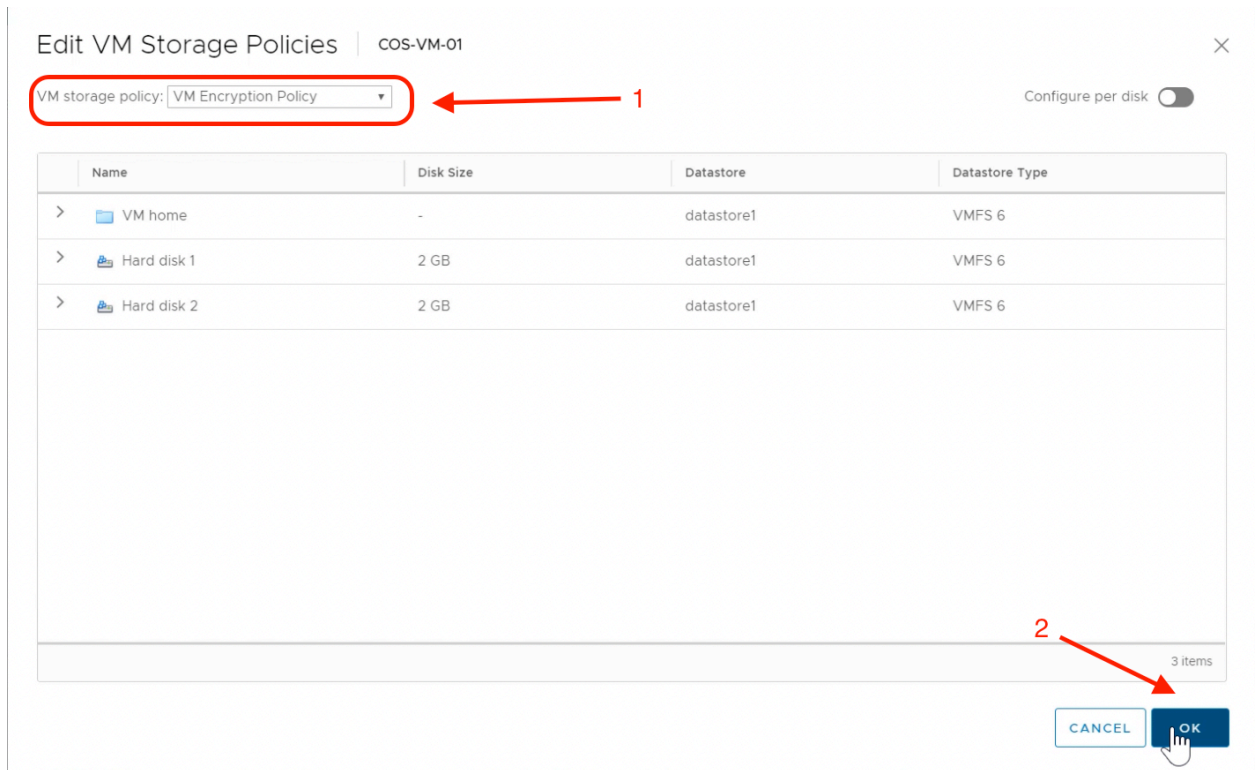 Edit VM Storage Policies COS-VM-01
VM storage policy: VM Encryption Policy 1 Configure per disk
Name Disk Size Datastore Datastore Type
VM home - datastore1 VMFS 6
Hard disk 1 2 GB datastore1 VMFS 6
Hard disk 2 2 GB datastore1 VMFS 6
2
3 items
CANCEL OK